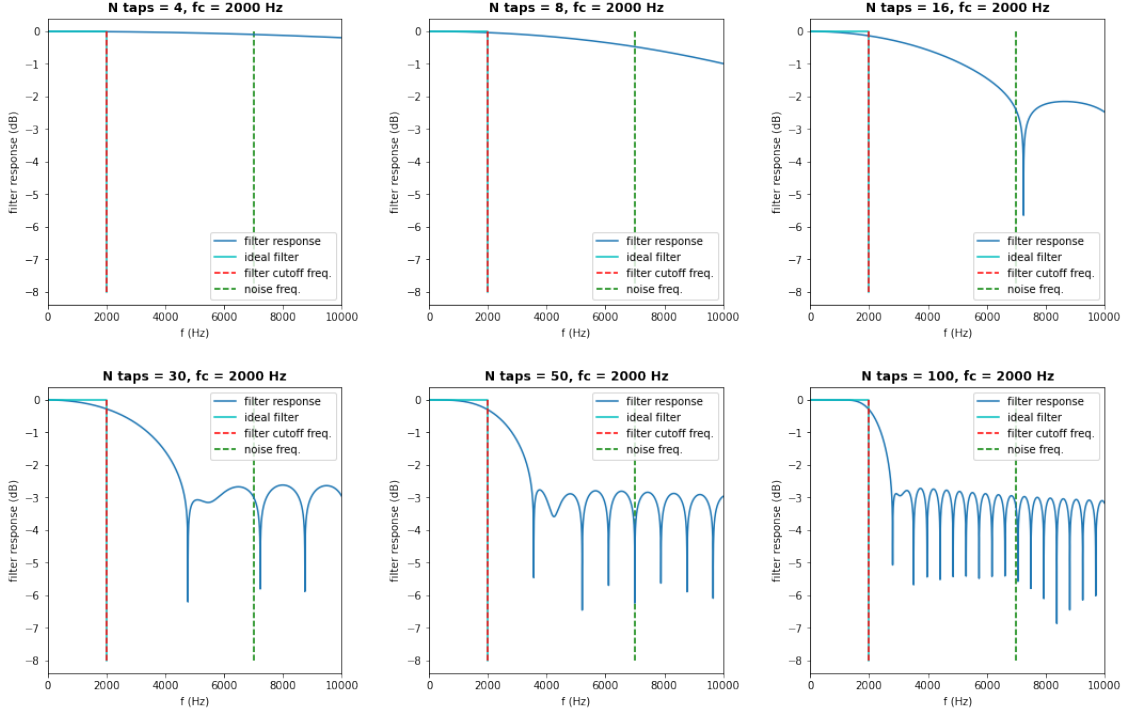 N taps = 4, fc = 2000 Hz
0
−1
−2
−3
−4
−5
−6
−7
−8
filter response (dB)
filter response
ideal filter
filter cutoff freq.
noise freq.
0 2000 4000 6000 8000 10000
f (Hz)
N taps = 8, fc = 2000 Hz
0
−1
−2
−3
−4
−5
−6
−7
−8
filter response (dB)
filter response
ideal filter
filter cutoff freq.
noise freq.
0 2000 4000 6000 8000 10000
f (Hz)
N taps = 16, fc = 2000 Hz
0
−1
−2
−3
−4
−5
−6
−7
−8
filter response (dB)
filter response
ideal filter
filter cutoff freq.
noise freq.
0 2000 4000 6000 8000 10000
f (Hz)
N taps = 30, fc = 2000 Hz
0
−1
−2
−3
−4
−5
−6
−7
−8
filter response (dB)
filter response
ideal filter
filter cutoff freq.
noise freq.
0 2000 4000 6000 8000 10000
f (Hz)
N taps = 50, fc = 2000 Hz
0
−1
−2
−3
−4
−5
−6
−7
−8
filter response (dB)
filter response
ideal filter
filter cutoff freq.
noise freq.
0 2000 4000 6000 8000 10000
f (Hz)
N taps = 100, fc = 2000 Hz
0
−1
−2
−3
−4
−5
−6
−7
−8
filter response (dB)
filter response
ideal filter
filter cutoff freq.
noise freq.
0 2000 4000 6000 8000 10000
f (Hz)